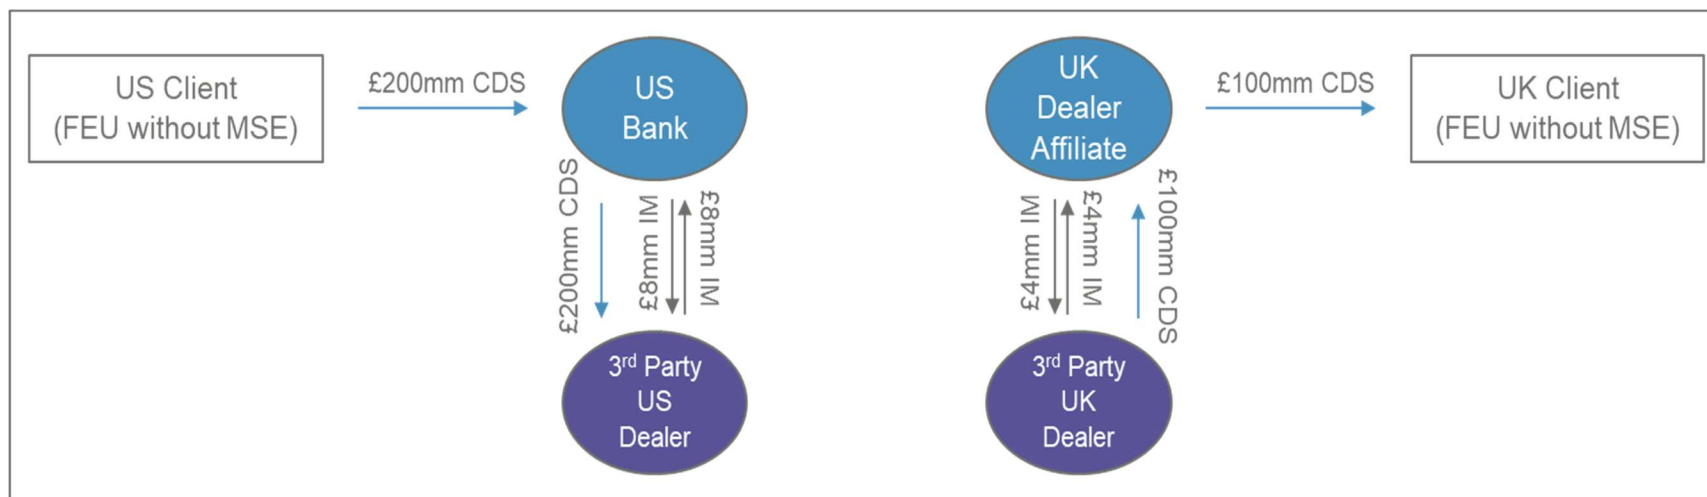 US Client
(FEU without MSE)
£200mm CDS
US
Bank
UK
Dealer
Affiliate
£100mm CDS
UK Client
(FEU without MSE)
£200mm CDS
£8mm IM
£8mm IM
£4mm IM
£4mm IM
£100mm CDS
3rd Party
US
Dealer
3rd Party
UK
Dealer